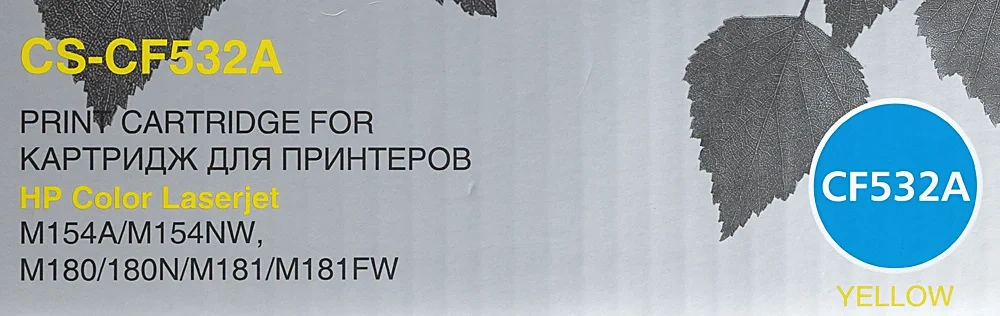 CS-CF532A
PRINT CARTRIDGE FOR
КАРТРИДЖ ДЛЯ ПРИНТЕРОВ
HP Color Laserjet
M154A/M154NW,
M180/180N/M181/M181FW
CF532A
YELLOW